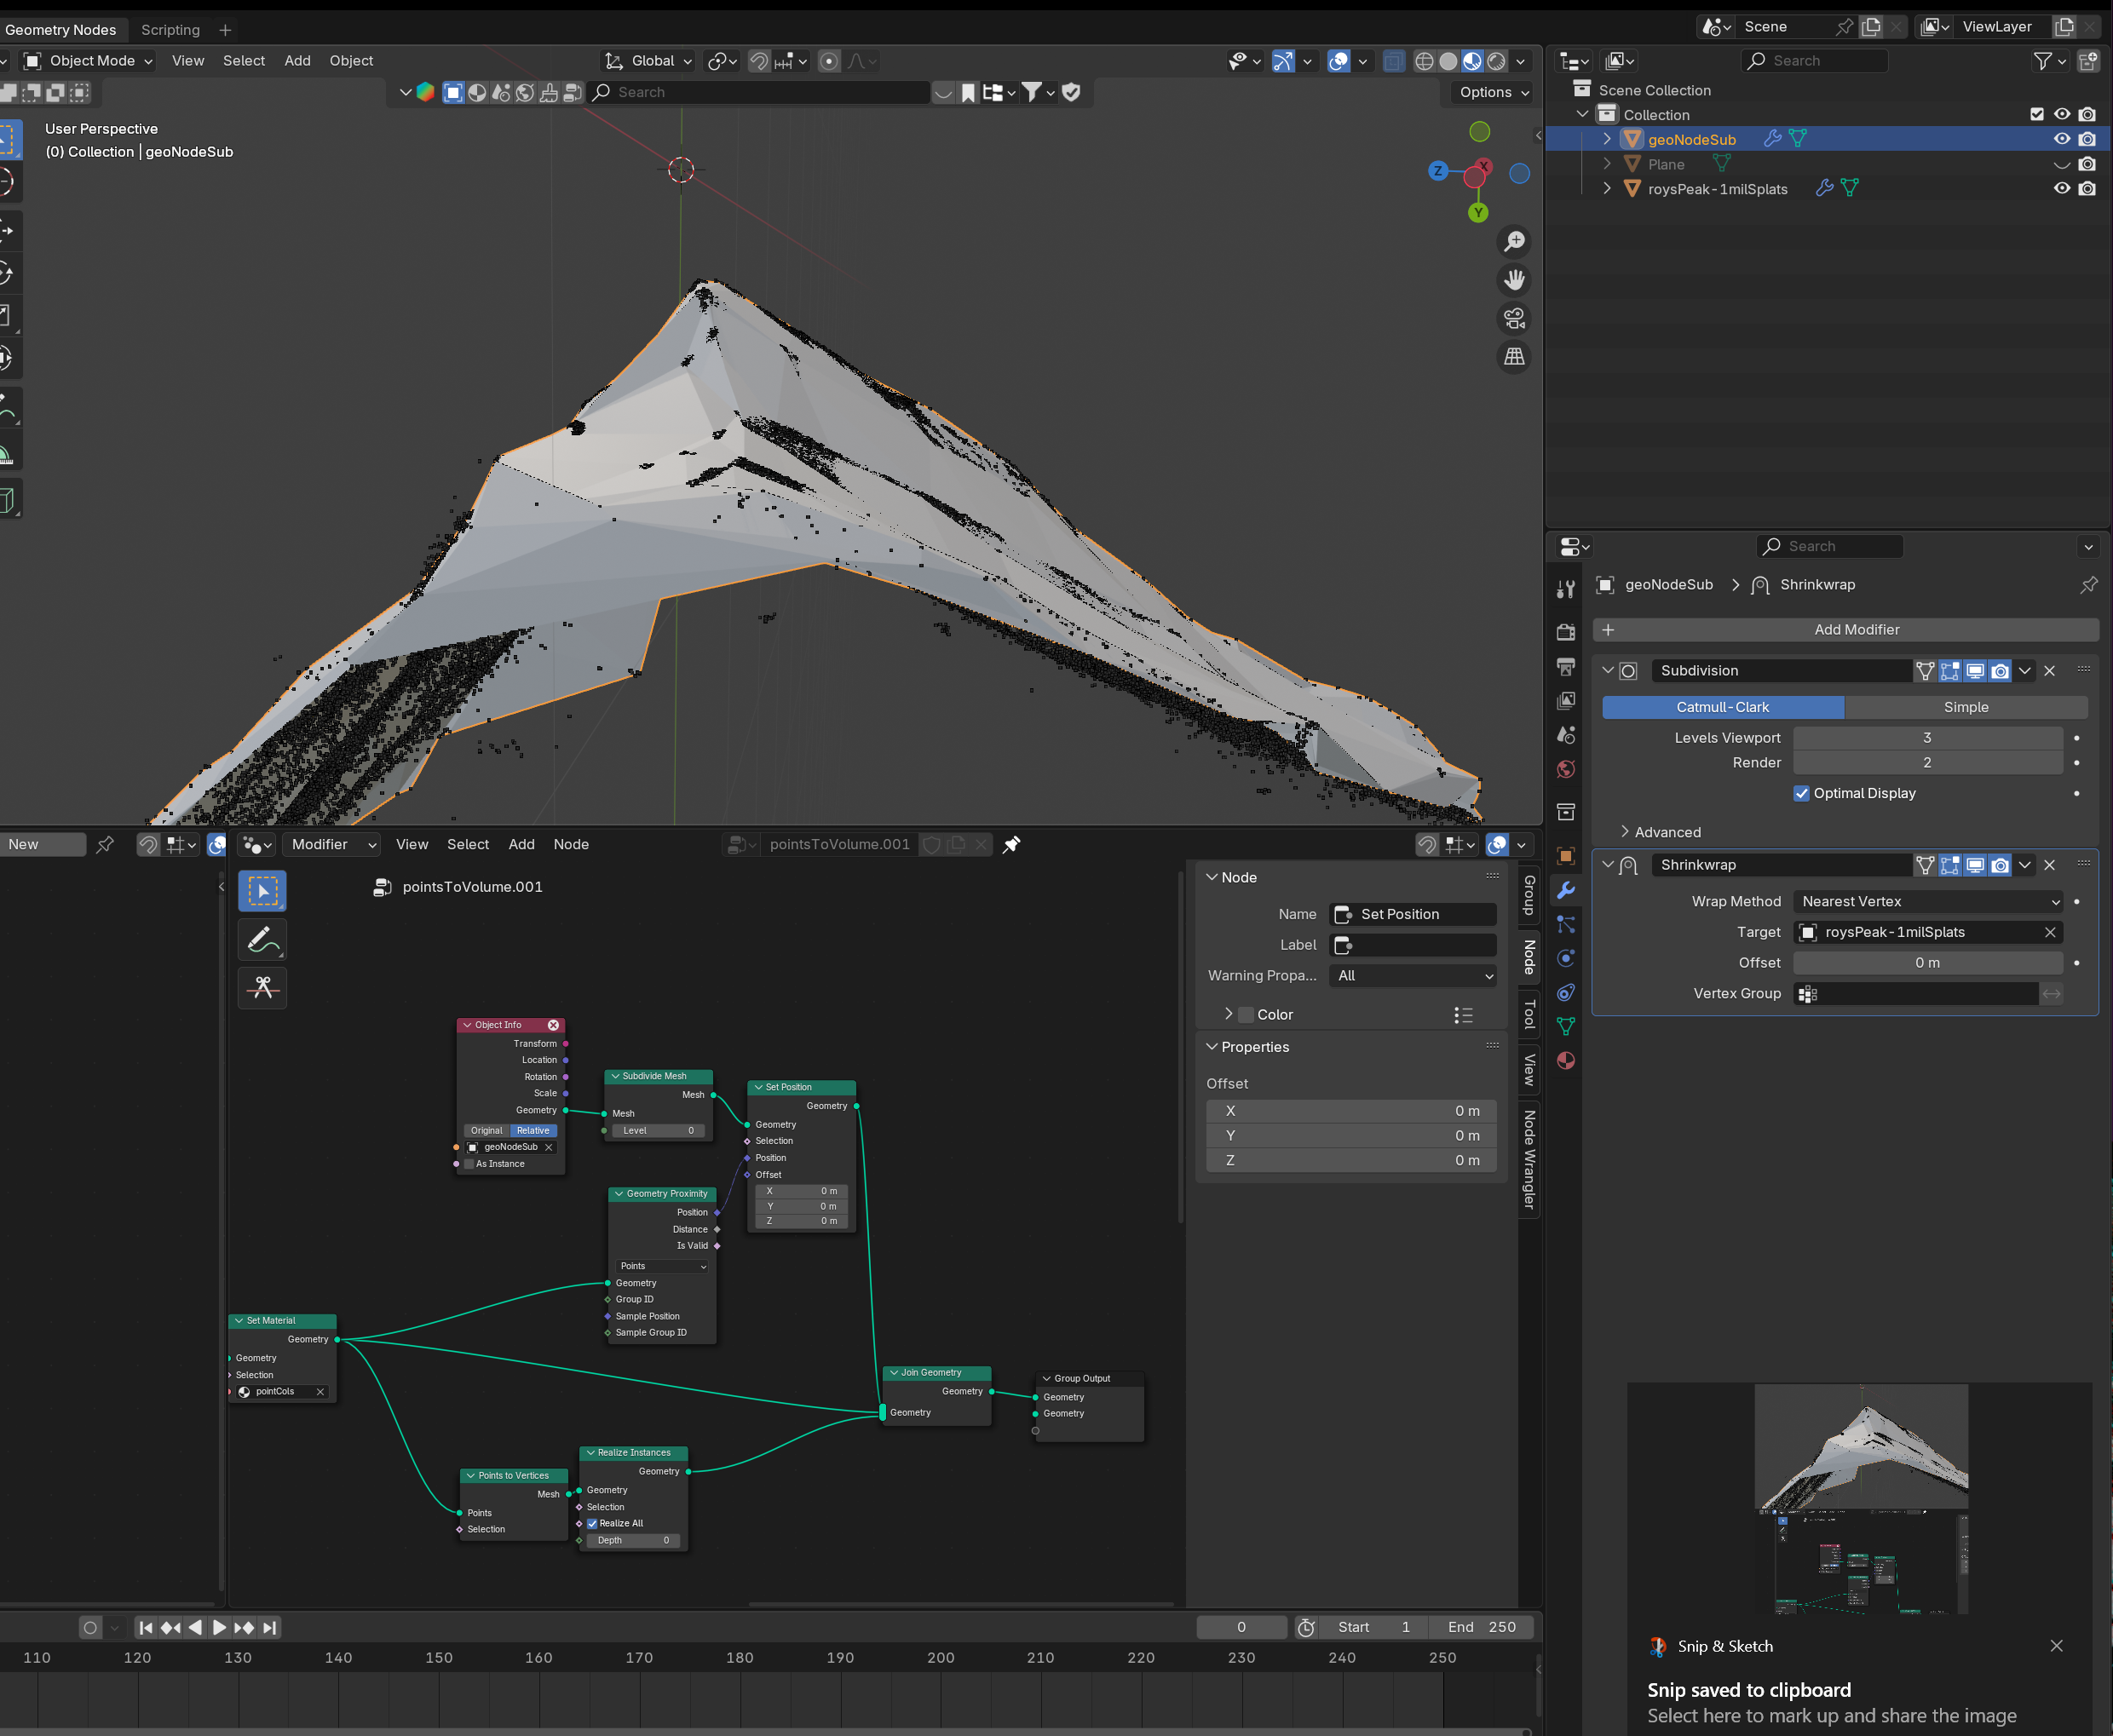 Geometry Nodes
Scripting
+
Scene
ViewLayer
Object Mode
View
Select
Add
Object
Global
Search
Search
Options
User Perspective
(0) Collection | geoNodeSub
Z
X
Y
Scene Collection
Collection
geoNodeSub
Plane
roysPeak-1milSplats
Search
geoNodeSub > Shrinkwrap
+ Add Modifier
Subdivision
Catmull-Clark
Simple
Levels Viewport 3
Render 2
Optimal Display
Advanced
Shrinkwrap
Wrap Method Nearest Vertex
Target roysPeak-1milSplats
Offset 0 m
Vertex Group
New
Modifier
View
Select
Add
Node
pointsToVolume.001
pointsToVolume.001
Node
Name Set Position
Label
Warning Propa... All
Color
Properties
Offset
X 0 m
Y 0 m
Z 0 m
Group
Node
Tool
View
Node Wrangler
Object Info
Transform
Location
Rotation
Scale
Geometry
Original Relative
geoNodeSub
As Instance
Subdivide Mesh
Mesh
Mesh
Level 0
Set Position
Geometry
Geometry
Selection
Position
Offset
X 0 m
Y 0 m
Z 0 m
Geometry Proximity
Position
Distance
Is Valid
Points
Geometry
Group ID
Sample Position
Sample Group ID
Set Material
Geometry
Geometry
Selection
pointCols
Join Geometry
Geometry
Geometry
Group Output
Geometry
Geometry
Points to Vertices
Mesh
Points
Selection
Realize Instances
Geometry
Geometry
Selection
Realize All
Depth 0
0
Start 1
End 250
110 120 130 140 150 160 170 180 190 200 210 220 230 240 250
Snip & Sketch
Snip saved to clipboard
Select here to mark up and share the image